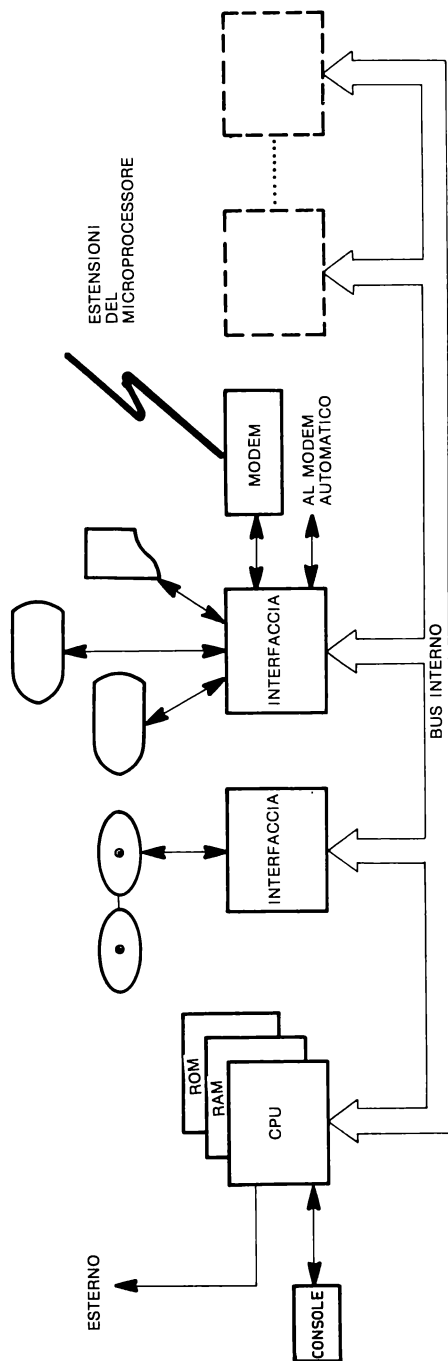 ESTENSIONI
DEL
MICROPROCESSORE
MODEM
AL MODEM
AUTOMATICO
INTERFACCIA
INTERFACCIA
ROM
RAM
CPU
ESTERNO
CONSOLE
BUS INTERNO